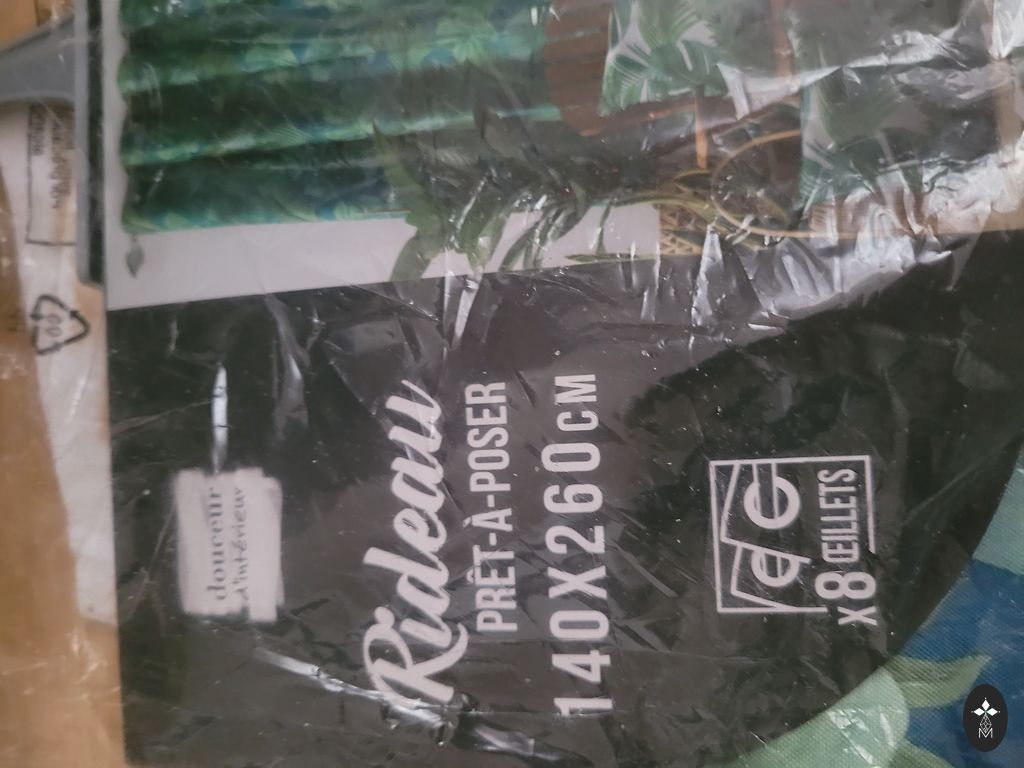 douceur
d'intérieur
Rideau
PRÊT-À-POSER
140X260CM
X8 ŒILLETS
M